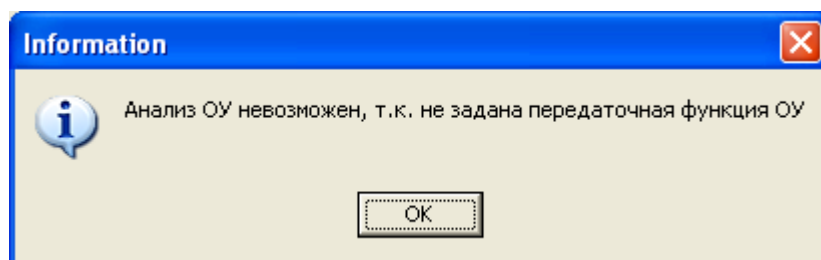 Information
Анализ ОУ невозможен, т.к. не задана передаточная функция ОУ
OK